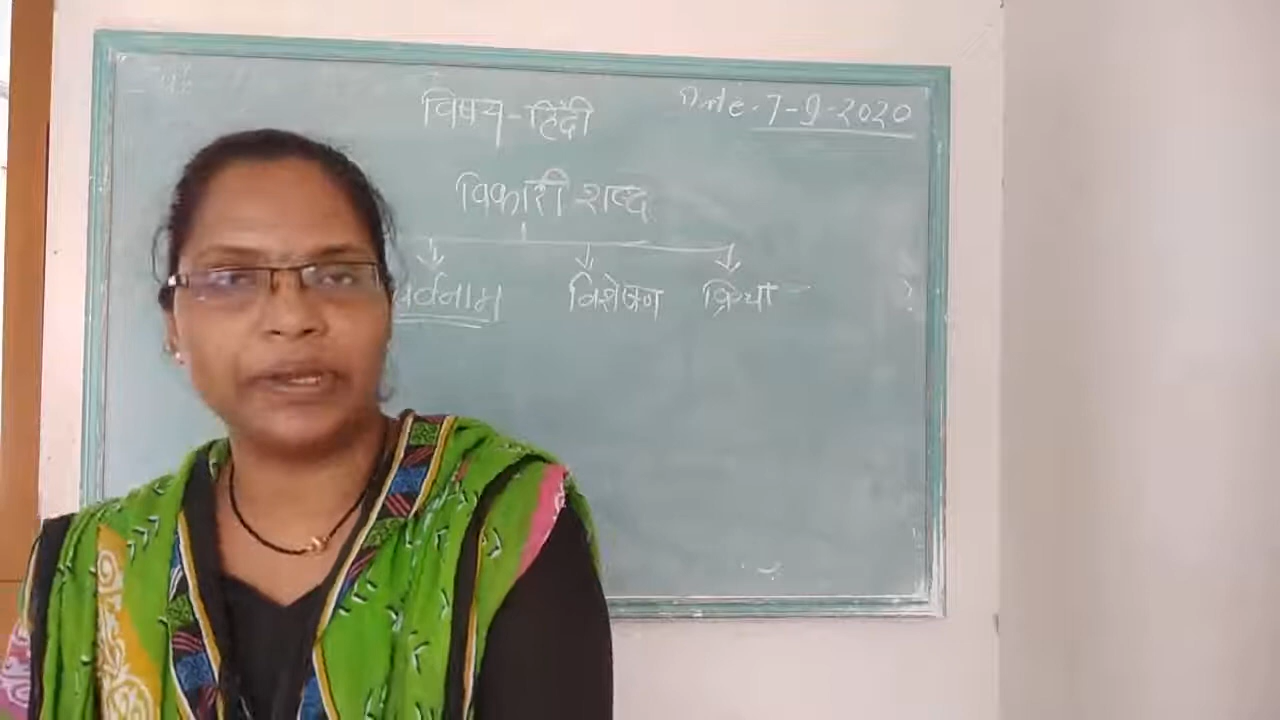 विषय-हिंदी
Date-7-9-2020
विकारी शब्द
र्वनाम विशेषण क्रिया